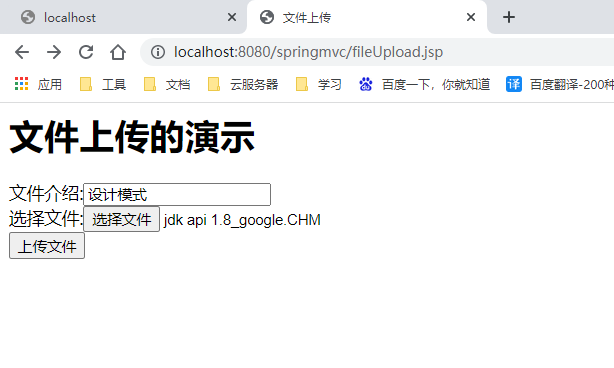 localhost
文件上传
localhost:8080/springmvc/fileUpload.jsp
应用 工具 文档 云服务器 学习 百度一下，你就知道 译 百度翻译-200种
文件上传的演示
文件介绍:设计模式
选择文件:选择文件 jdk api 1.8_google.CHM
上传文件